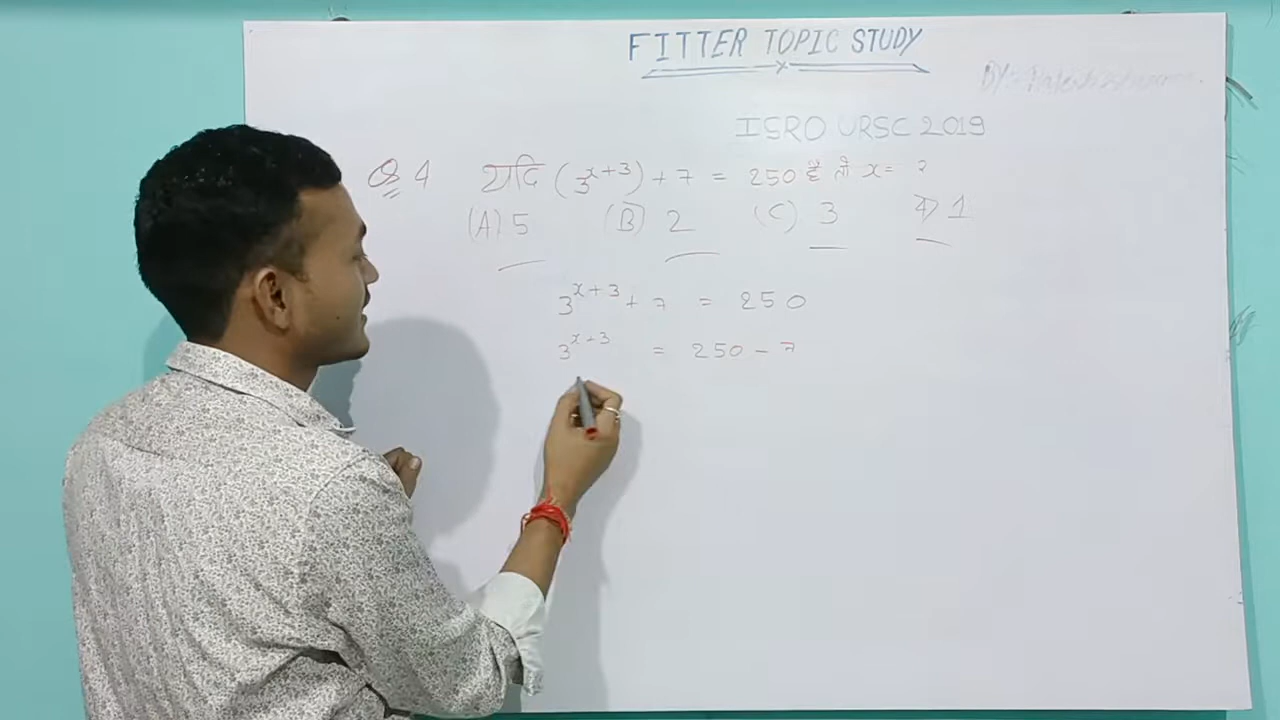 FITTER TOPIC STUDY
BY:-
ISRO URSC 2019
Q 4 यदि (3^x+3) + 7 = 250 है तो x = ?
(A) 5 (B) 2 (C) 3 (D) 1
3^x+3 + 7 = 250
3^x+3 = 250 - 7